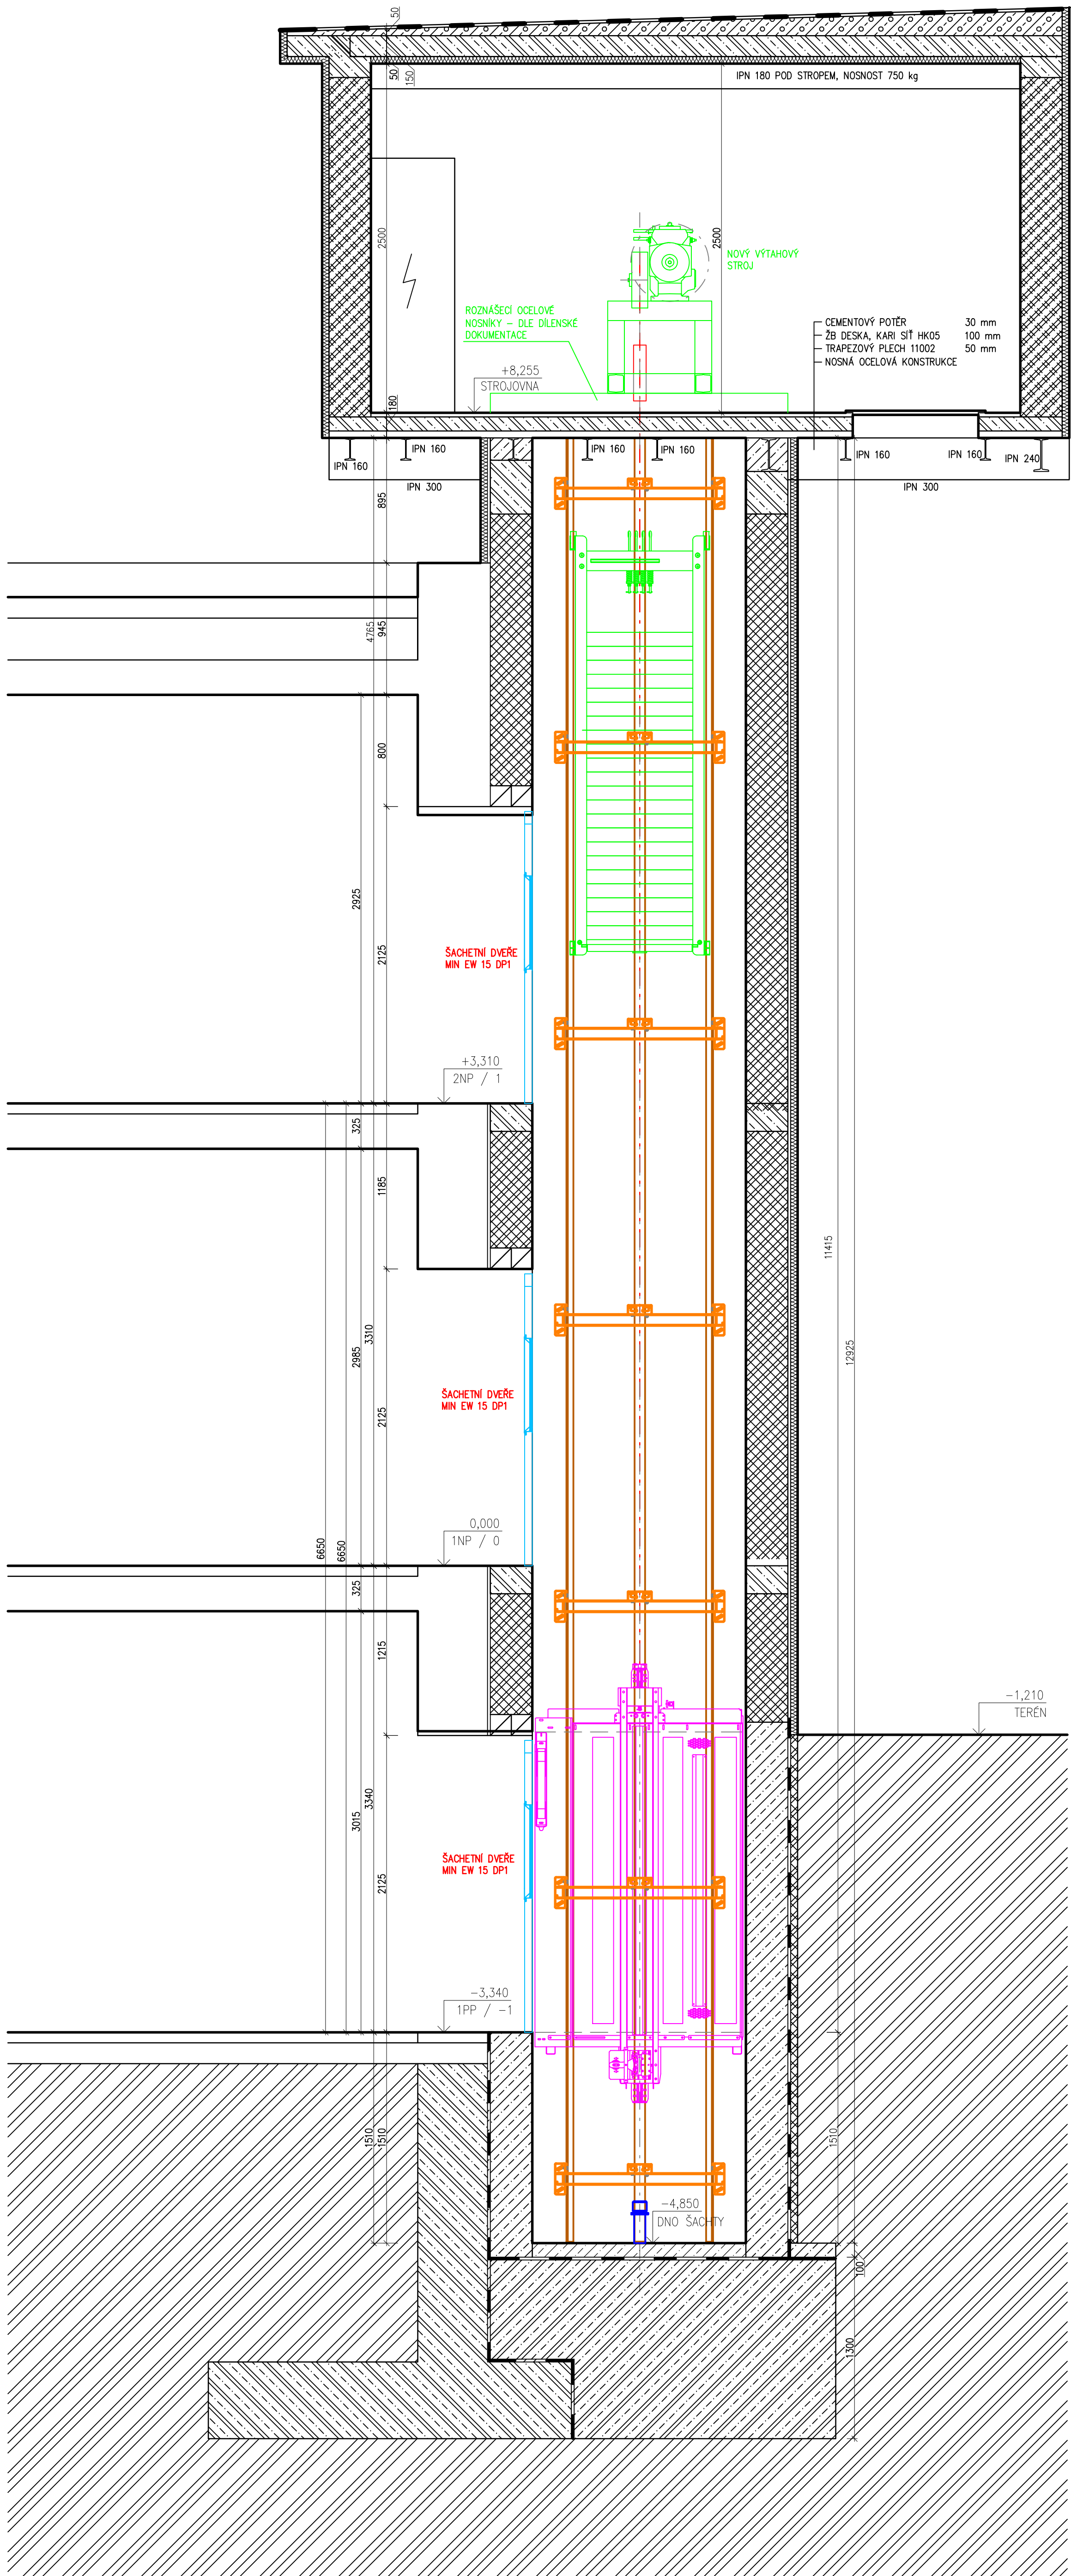 50
50
150
IPN 180 POD STROPEM, NOSNOST 750 kg
2500
2500
NOVÝ VÝTAHOVÝ
STROJ
ROZNÁŠECÍ OCELOVÉ
NOSNÍKY – DLE DÍLENSKÉ
DOKUMENTACE
CEMENTOVÝ POTĚR 30 mm
ŽB DESKA, KARI SÍŤ HK05 100 mm
TRAPEZOVÝ PLECH 11002 50 mm
NOSNÁ OCELOVÁ KONSTRUKCE
+8,255
STROJOVNA
180
IPN 160
IPN 160
IPN 160
IPN 160
IPN 160
IPN 160
IPN 240
IPN 300
IPN 300
895
4765
945
800
2925
2125
ŠACHETNÍ DVEŘE
MIN EW 15 DP1
+3,310
2NP / 1
325
1185
11415
12925
3310
2985
2125
ŠACHETNÍ DVEŘE
MIN EW 15 DP1
0,000
1NP / 0
6650
6650
325
1215
-1,210
TERÉN
3340
3015
2125
ŠACHETNÍ DVEŘE
MIN EW 15 DP1
-3,340
1PP / -1
1510
1510
1510
-4,850
DNO ŠACHTY
100
1300